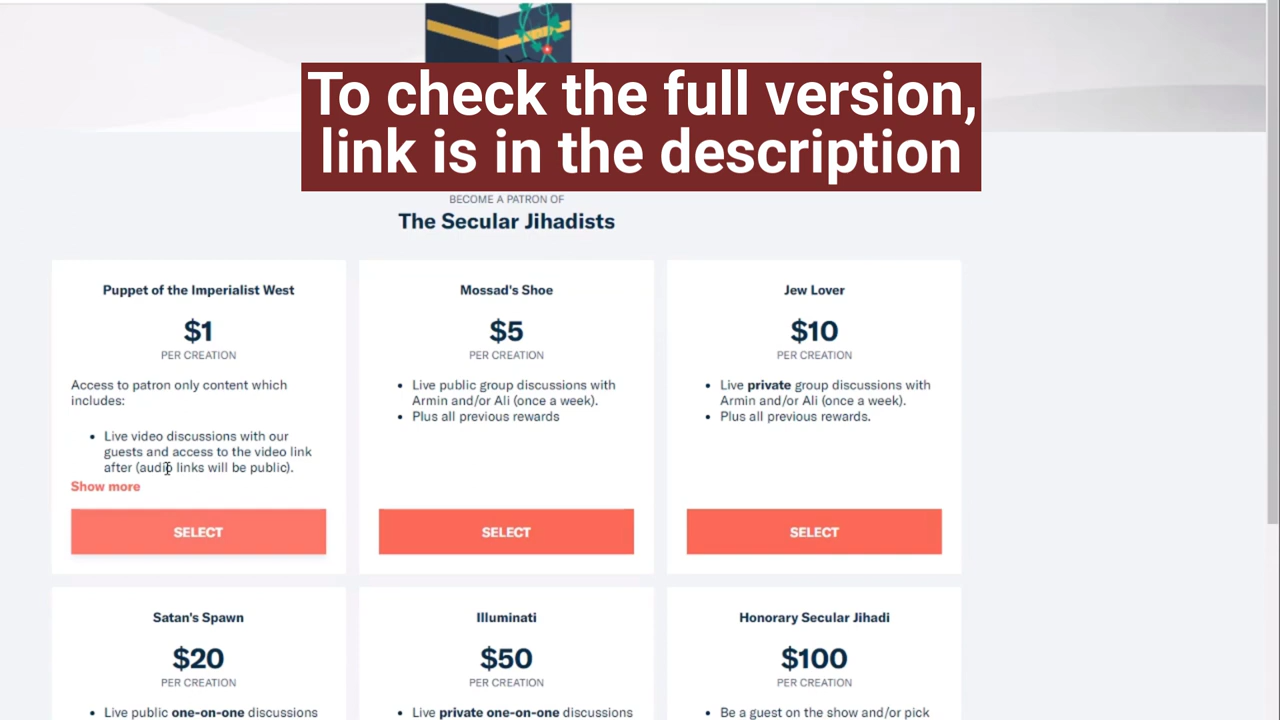 To check the full version,
link is in the description
BECOME A PATRON OF
The Secular Jihadists
Puppet of the Imperialist West
$1
PER CREATION
Access to patron only content which
includes:
• Live video discussions with our
guests and access to the video link
after (audio links will be public).
Show more
SELECT
Mossad's Shoe
$5
PER CREATION
• Live public group discussions with
Armin and/or Ali (once a week).
• Plus all previous rewards
SELECT
Jew Lover
$10
PER CREATION
• Live private group discussions with
Armin and/or Ali (once a week).
• Plus all previous rewards.
SELECT
Satan's Spawn
$20
PER CREATION
• Live public one-on-one discussions
Illuminati
$50
PER CREATION
• Live private one-on-one discussions
Honorary Secular Jihadi
$100
PER CREATION
• Be a guest on the show and/or pick